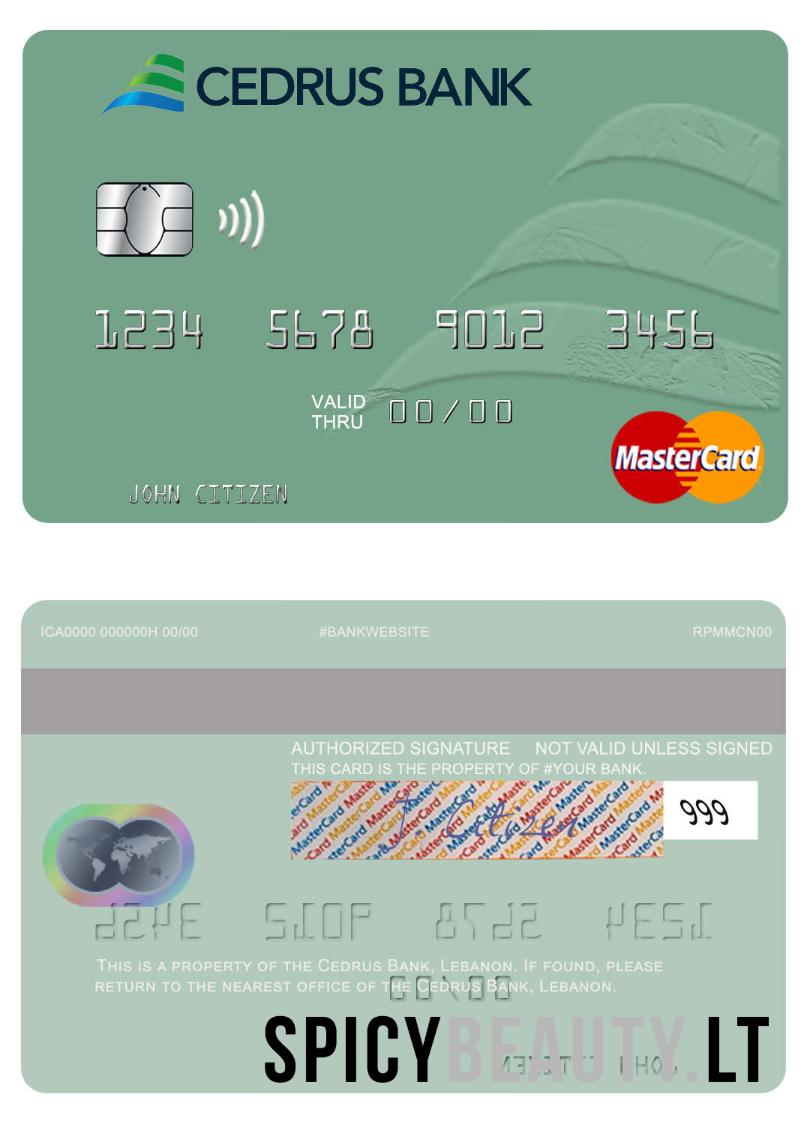 CEDRUS BANK
1234 5678 9012 3456
VALID THRU 00/00
MasterCard
JOHN CITIZEN
ICA0000 000000H 00/00 #BANKWEBSITE RPMMCN00
AUTHORIZED SIGNATURE NOT VALID UNLESS SIGNED
THIS CARD IS THE PROPERTY OF #YOUR BANK.
MasterCard MasterCard MasterCard
J. Citizen
999
THIS IS A PROPERTY OF THE CEDRUS BANK, LEBANON. IF FOUND, PLEASE
RETURN TO THE NEAREST OFFICE OF THE CEDRUS BANK, LEBANON.
SPICYBEAUTY.LT